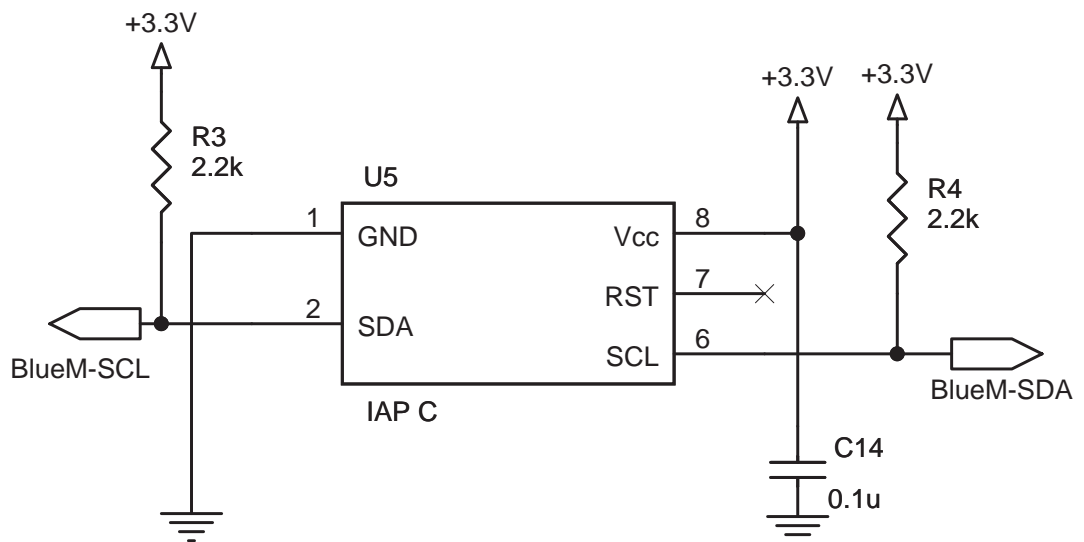 +3.3V
+3.3V
+3.3V
R3
2.2k
R4
2.2k
U5
1
GND
Vcc
8
RST
7
2
SDA
SCL
6
BlueM-SCL
BlueM-SDA
IAP C
C14
0.1u